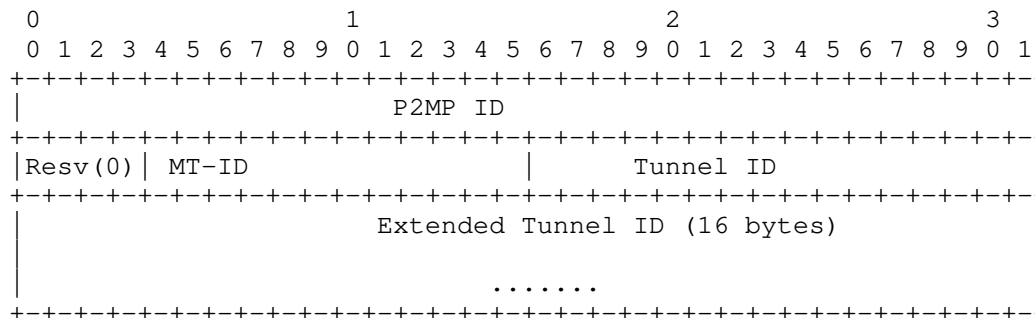 0                   1                   2                   3
0 1 2 3 4 5 6 7 8 9 0 1 2 3 4 5 6 7 8 9 0 1 2 3 4 5 6 7 8 9 0 1
+-+-+-+-+-+-+-+-+-+-+-+-+-+-+-+-+-+-+-+-+-+-+-+-+-+-+-+-+-+-+-+-
|                       P2MP ID
+-+-+-+-+-+-+-+-+-+-+-+-+-+-+-+-+-+-+-+-+-+-+-+-+-+-+-+-+-+-+-+-
|Resv(0)| MT-ID                 |      Tunnel ID
+-+-+-+-+-+-+-+-+-+-+-+-+-+-+-+-+-+-+-+-+-+-+-+-+-+-+-+-+-+-+-+-
|                      Extended Tunnel ID (16 bytes)
|
|                             .......
+-+-+-+-+-+-+-+-+-+-+-+-+-+-+-+-+-+-+-+-+-+-+-+-+-+-+-+-+-+-+-+-